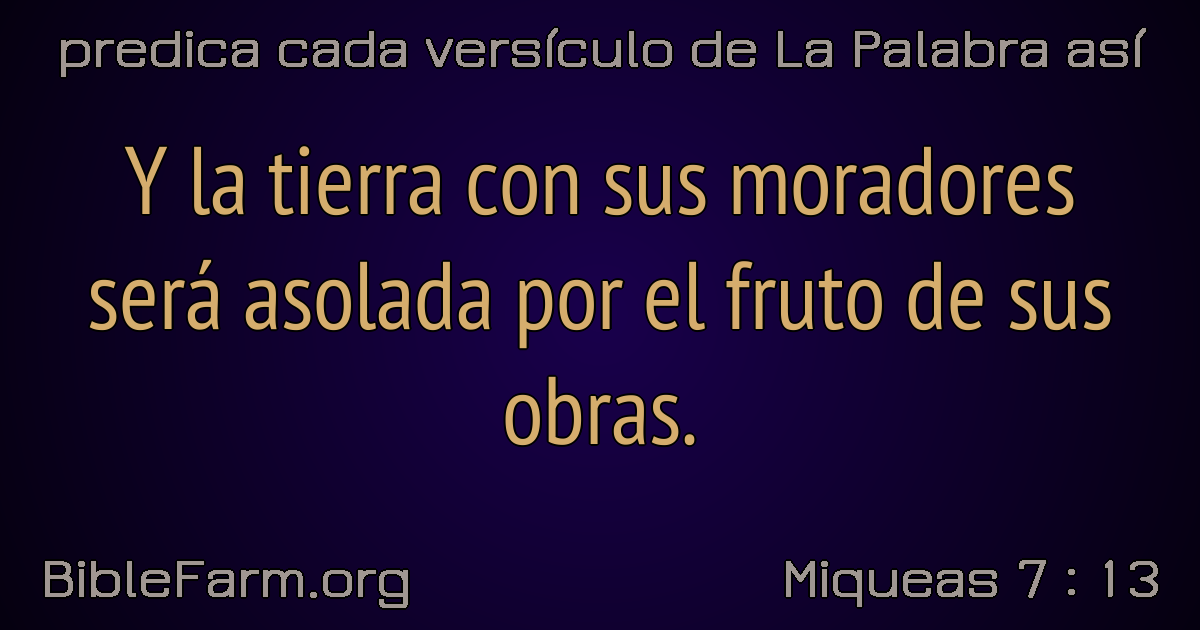 predica cada versículo de La Palabra así
Y la tierra con sus moradores
será asolada por el fruto de sus
obras.
BibleFarm.org
Miqueas 7 : 13